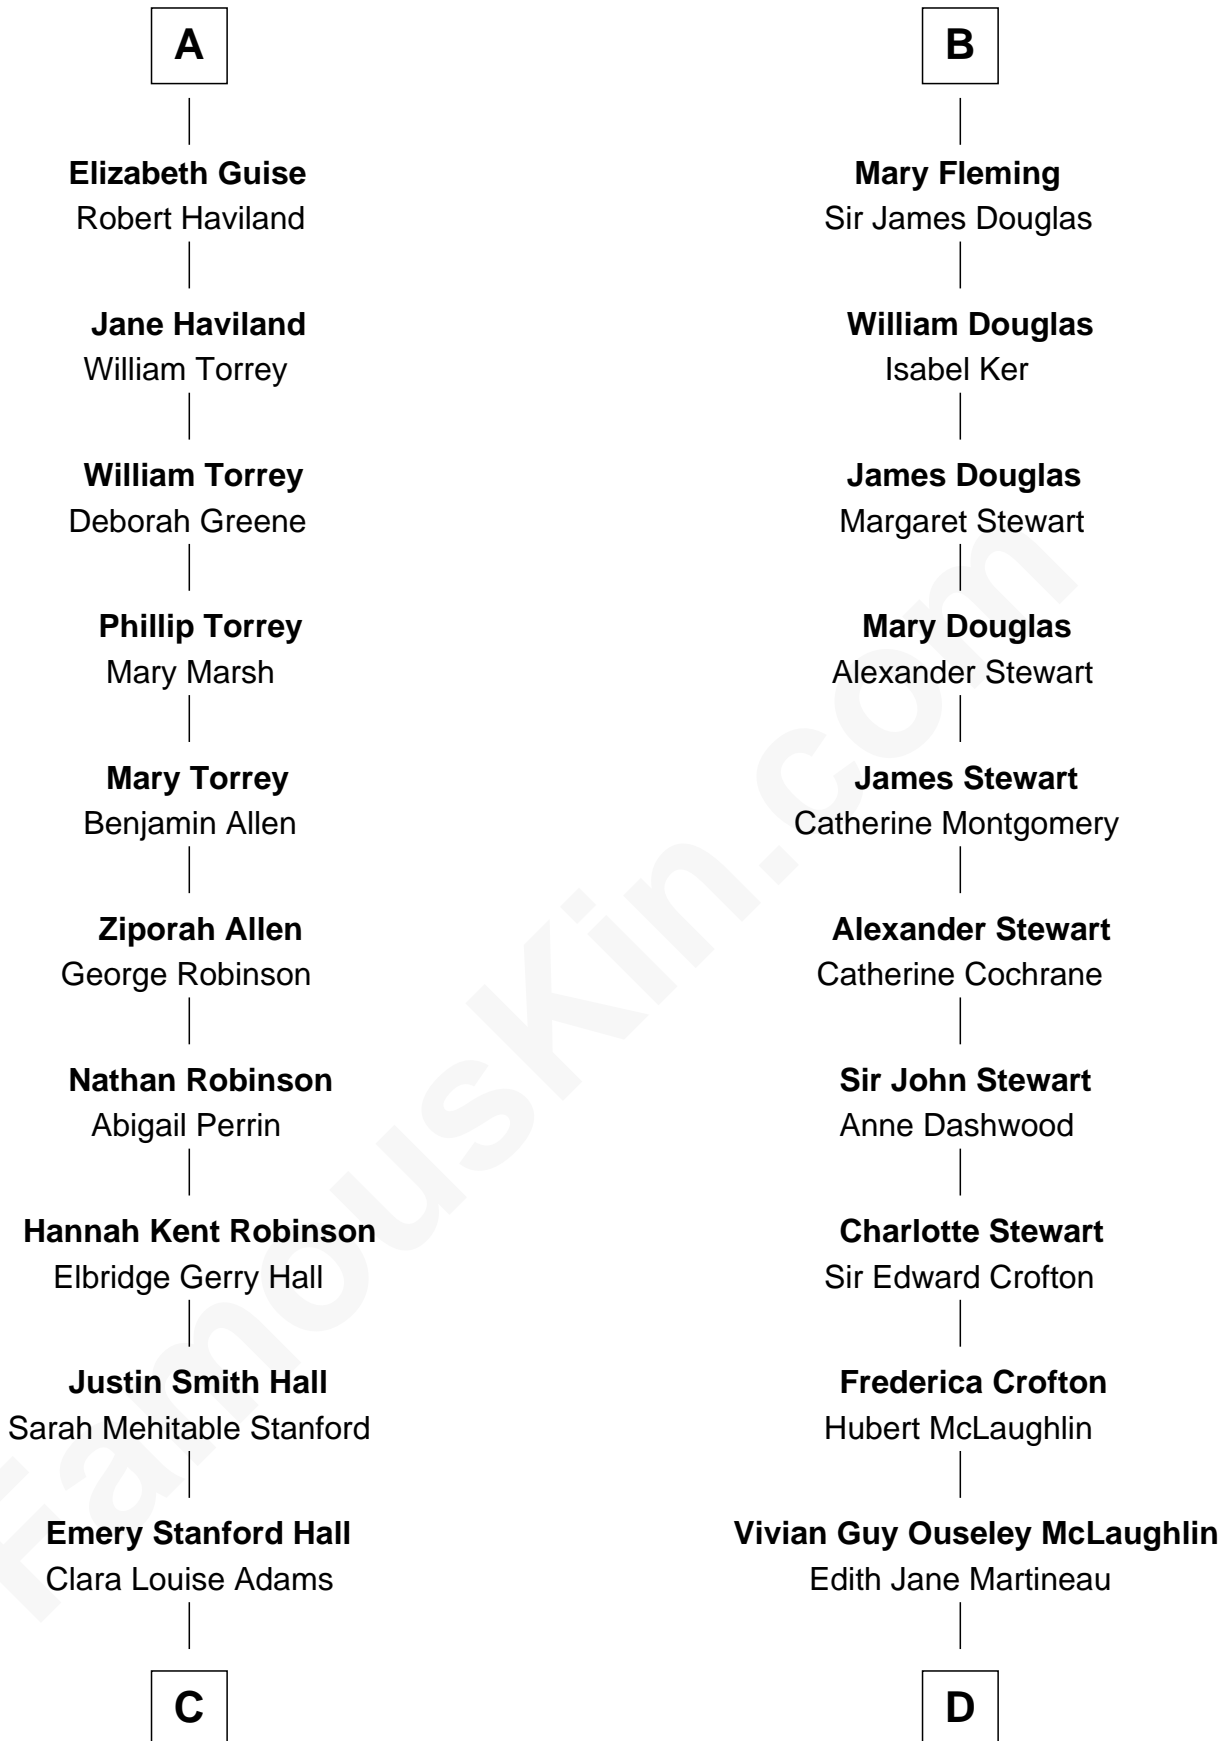 A
Elizabeth Guise
Robert Haviland
Jane Haviland
William Torrey
William Torrey
Deborah Greene
Phillip Torrey
Mary Marsh
Mary Torrey
Benjamin Allen
Ziporah Allen
George Robinson
Nathan Robinson
Abigail Perrin
Hannah Kent Robinson
Elbridge Gerry Hall
Justin Smith Hall
Sarah Mehitable Stanford
Emery Stanford Hall
Clara Louise Adams
C
B
Mary Fleming
Sir James Douglas
William Douglas
Isabel Ker
James Douglas
Margaret Stewart
Mary Douglas
Alexander Stewart
James Stewart
Catherine Montgomery
Alexander Stewart
Catherine Cochrane
Sir John Stewart
Anne Dashwood
Charlotte Stewart
Sir Edward Crofton
Frederica Crofton
Hubert McLaughlin
Vivian Guy Ouseley McLaughlin
Edith Jane Martineau
D
FamousKin.com